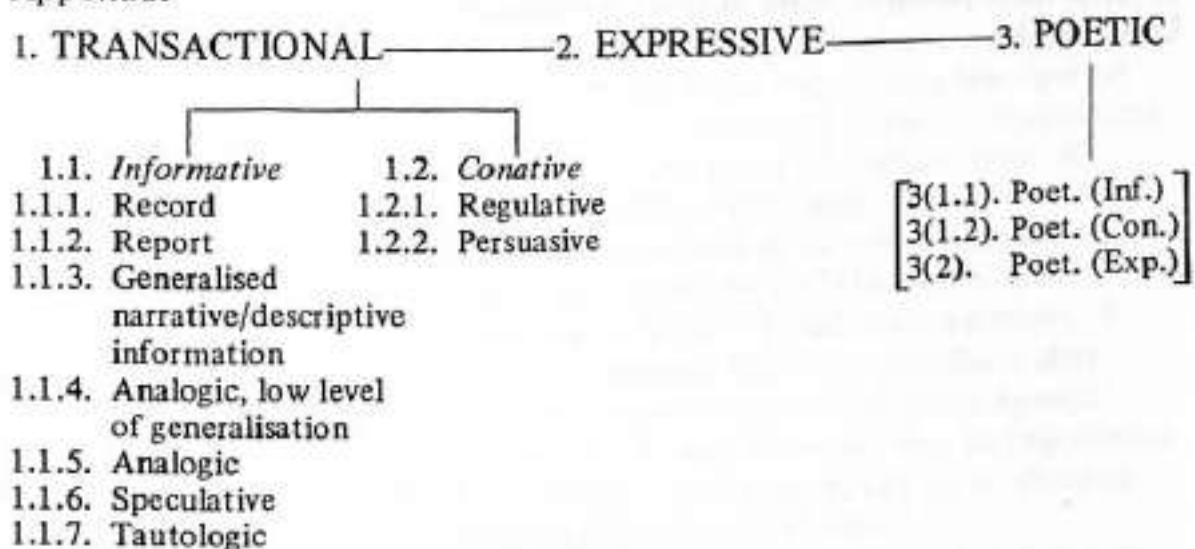 1. TRANSACTIONAL 2. EXPRESSIVE 3. POETIC
1.1. Informative
1.1.1. Record
1.1.2. Report
1.1.3. Generalised
narrative/descriptive
information
1.1.4. Analogic, low level
of generalisation
1.1.5. Analogic
1.1.6. Speculative
1.1.7. Tautologic
1.2. Conative
1.2.1. Regulative
1.2.2. Persuasive
3(1.1). Poet. (Inf.)
3(1.2). Poet. (Con.)
3(2). Poet. (Exp.)